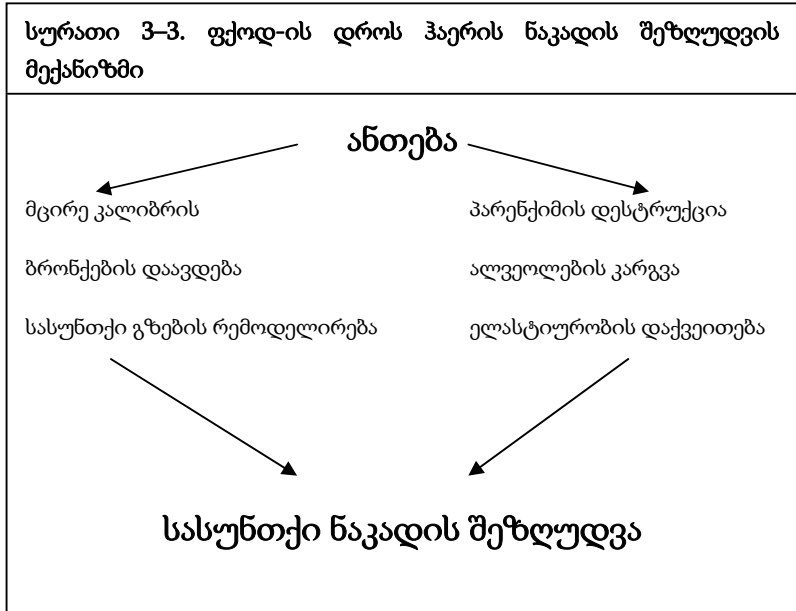 სურათი 3–3. ფქოდ-ის დროს ჰაერის ნაკადის შეზღუდვის
მექანიზმი
ანთება
მცირე კალიბრის
ბრონქების დაავდება
სასუნთქი გზების რემოდელირება
პარენქიმის დესტრუქცია
ალვეოლების კარგვა
ელასტიურობის დაქვეითება
სასუნთქი ნაკადის შეზღუდვა